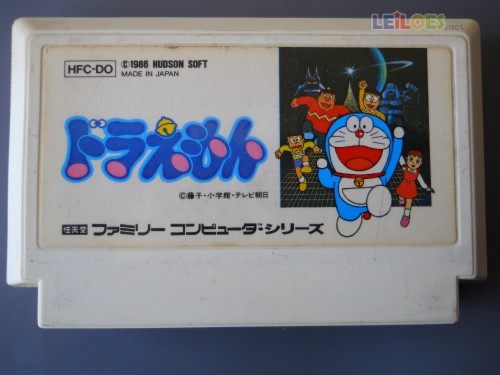 LEILOES.net
HFC-DO
©1986 HUDSON SOFT
MADE IN JAPAN
ドラえもん
©藤子・小学館・テレビ朝日
任天堂 ファミリー コンピュータ・シリーズ